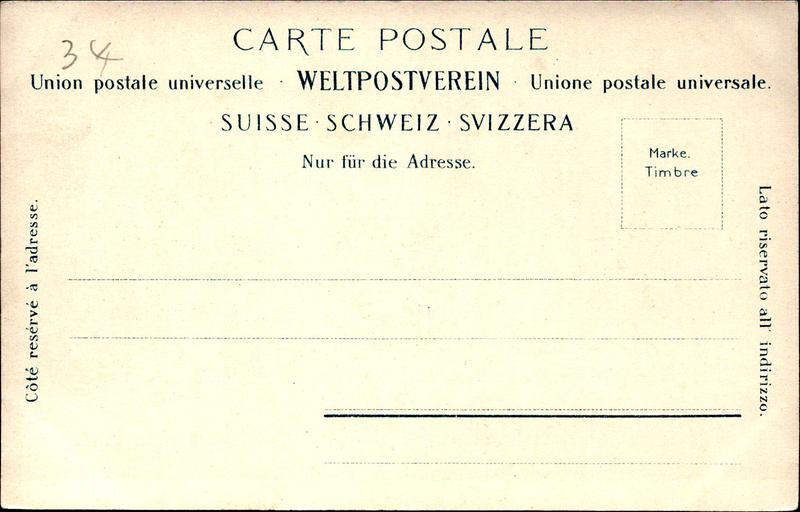 34
CARTE POSTALE
Union postale universelle · WELTPOSTVEREIN · Unione postale universale.
SUISSE · SCHWEIZ · SVIZZERA
Nur für die Adresse.
Marke.
Timbre
Côté resérvé à l'adresse.
Lato riservato all' indirizzo.